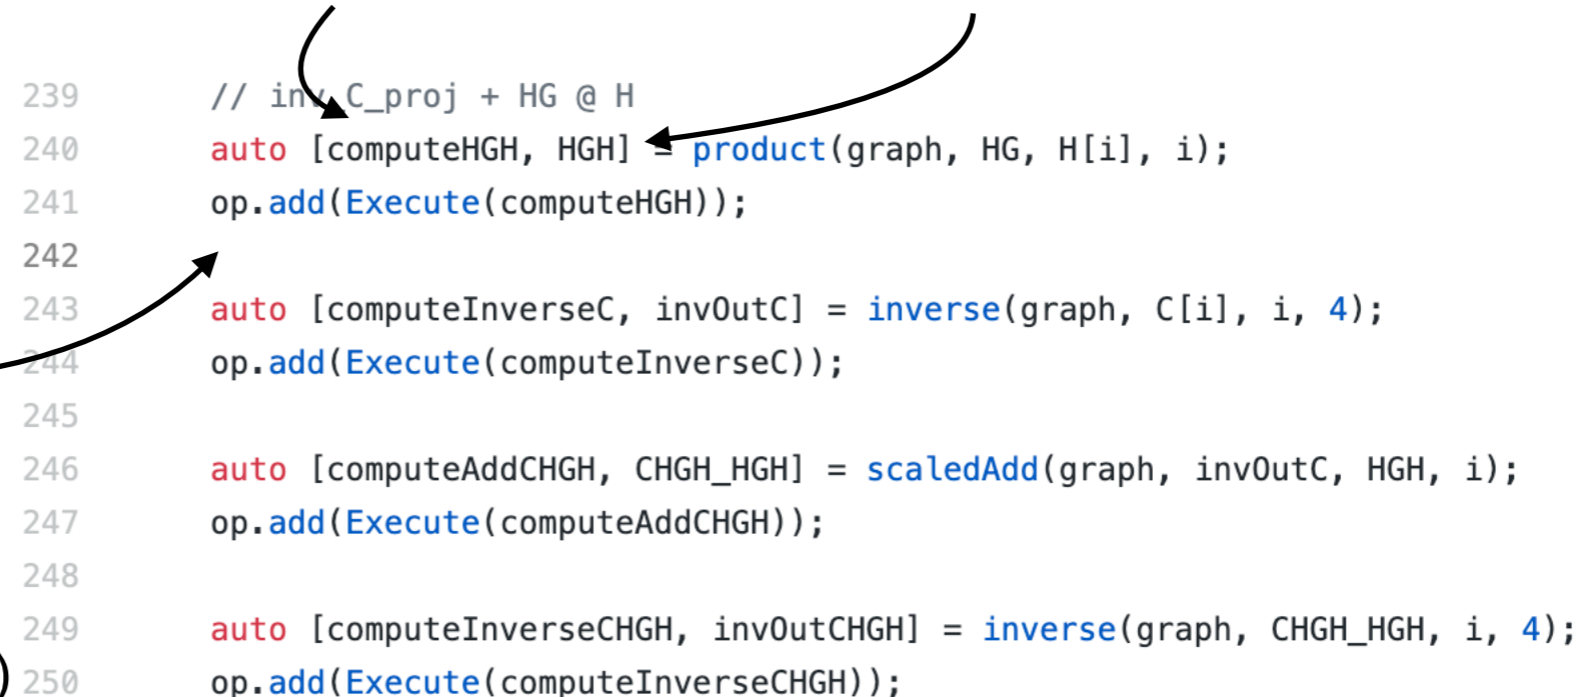 239 // inv_C_proj + HG @ H
240 auto [computeHGH, HGH] = product(graph, HG, H[i], i);
241 op.add(Execute(computeHGH));
242
243 auto [computeInverseC, invOutC] = inverse(graph, C[i], i, 4);
244 op.add(Execute(computeInverseC));
245
246 auto [computeAddCHGH, CHGH_HGH] = scaledAdd(graph, invOutC, HGH, i);
247 op.add(Execute(computeAddCHGH));
248
249 auto [computeInverseCHGH, invOutCHGH] = inverse(graph, CHGH_HGH, i, 4);
250 op.add(Execute(computeInverseCHGH));